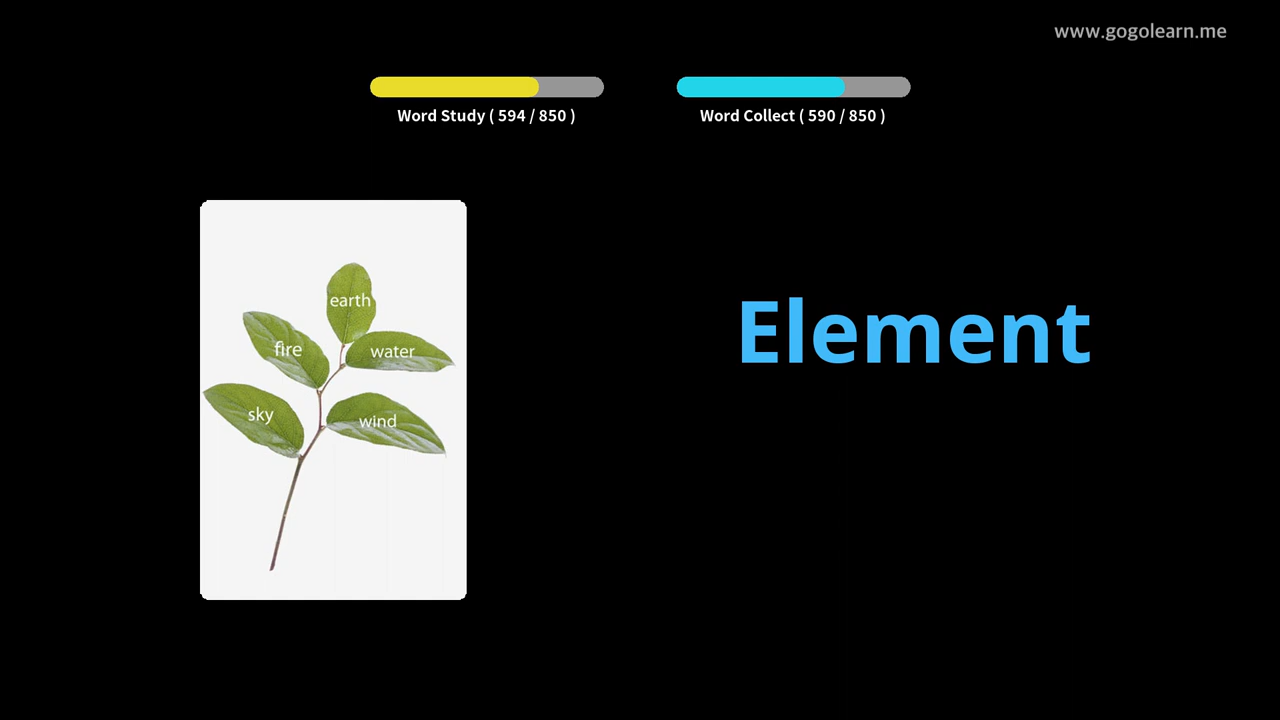 www.gogolearn.me
Word Study ( 594 / 850 )
Word Collect ( 590 / 850 )
earth
fire
water
sky
wind
Element